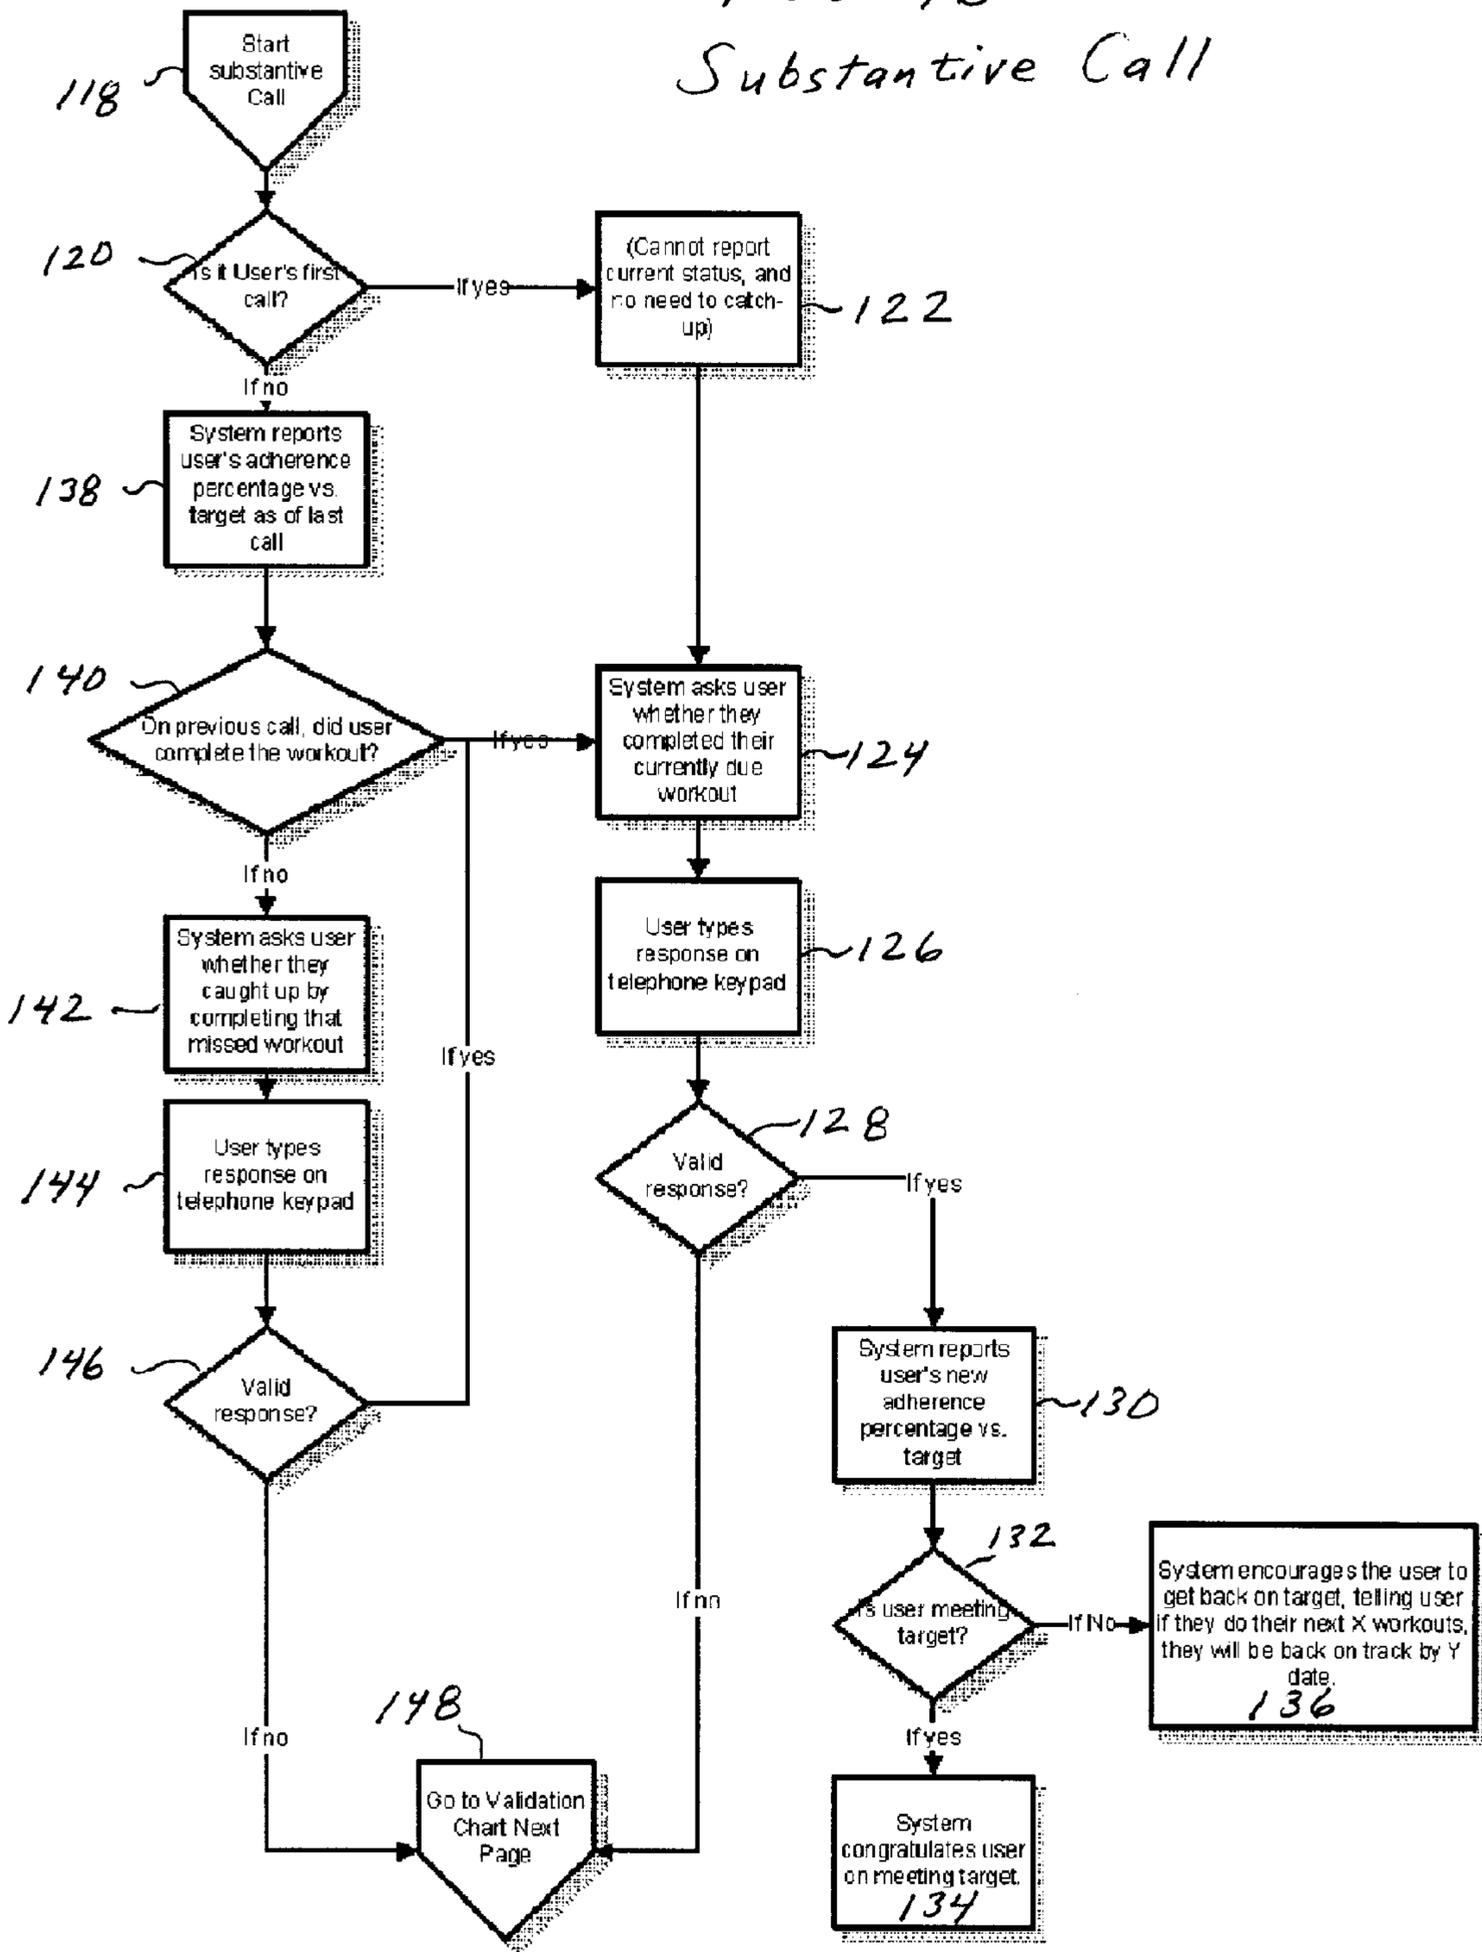 Substantive Call
Start
substantive
Call
118
120
Is it User's first
call?
If yes
(Cannot report
current status, and
no need to catch-
up)
122
If no
System reports
user's adherence
percentage vs.
target as of last
call
138
140
On previous call, did user
complete the workout?
If yes
System asks user
whether they
completed their
currently due
workout
124
If no
System asks user
whether they
caught up by
completing that
missed workout
142
If yes
User types
response on
telephone keypad
126
User types
response on
telephone keypad
144
Valid
response?
128
If yes
146
Valid
response?
System reports
user's new
adherence
percentage vs.
target
130
132
Is user meeting
target?
If No
System encourages the user to
get back on target, telling user
if they do their next X workouts,
they will be back on track by Y
date.
136
If no
If no
If yes
148
Go to Validation
Chart Next
Page
System
congratulates user
on meeting target.
134